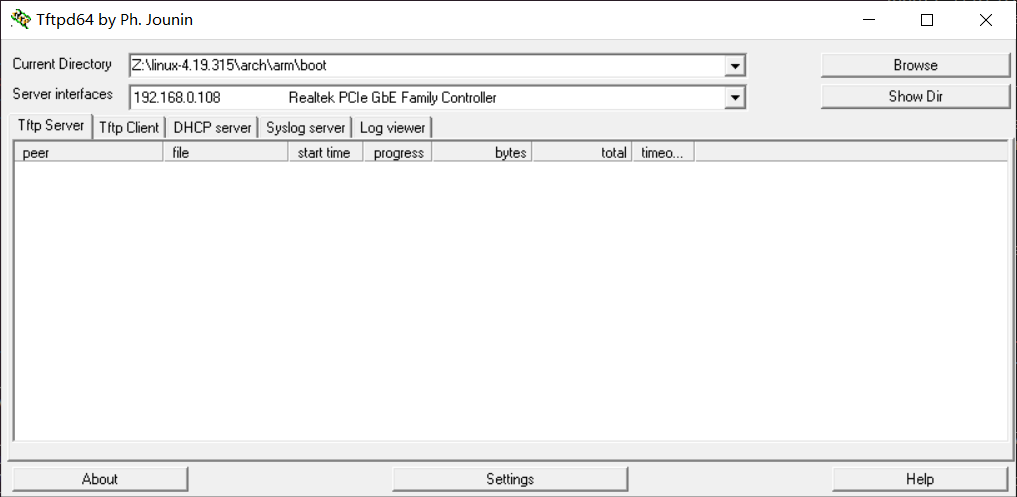 Tftpd64 by Ph. Jounin
Current Directory Z:\linux-4.19.315\arch\arm\boot Browse
Server interfaces 192.168.0.108 Realtek PCIe GbE Family Controller Show Dir
Tftp Server Tftp Client DHCP server Syslog server Log viewer
peer file start time progress bytes total timeo...
About Settings Help